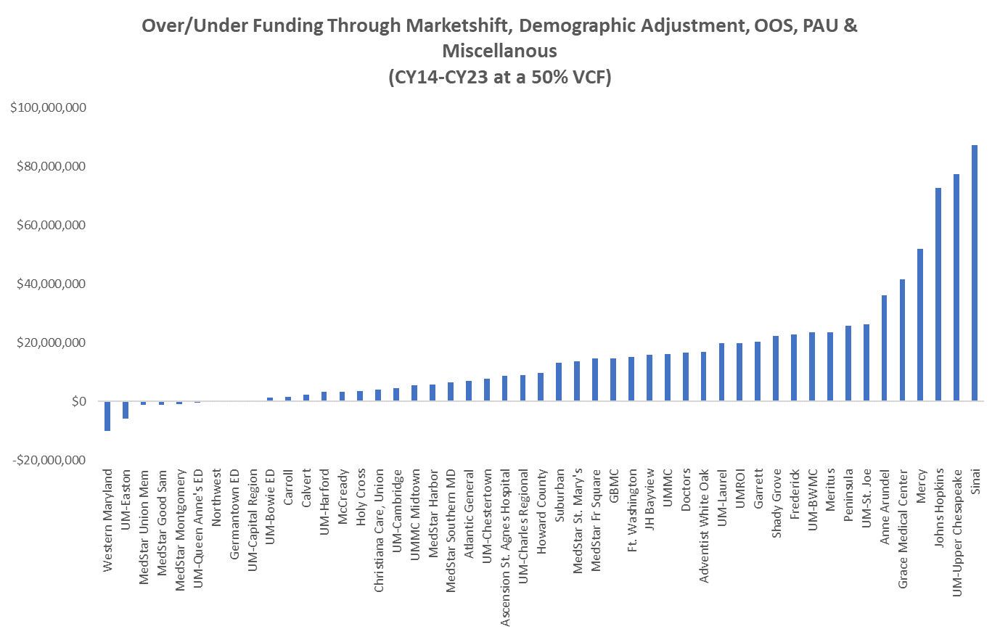 Over/Under Funding Through Marketshift, Demographic Adjustment, OOS, PAU &
Miscellanous
(CY14-CY23 at a 50% VCF)
$100,000,000
$80,000,000
$60,000,000
$40,000,000
$20,000,000
$0
-$20,000,000
Western Maryland
UM-Easton
MedStar Union Mem
MedStar Good Sam
MedStar Montgomery
UM-Queen Anne's ED
Northwest
Germantown ED
UM-Capital Region
UM-Bowie ED
Carroll
Calvert
UM-Harford
McCready
Holy Cross
Christiana Care, Union
UM-Cambridge
UMMC Midtown
MedStar Harbor
MedStar Southern MD
Atlantic General
UM-Chestertown
Ascension St. Agnes Hospital
UM-Charles Regional
Howard County
Suburban
MedStar St. Mary's
MedStar Fr Square
GBMC
Ft. Washington
JH Bayview
UMMC
Doctors
Adventist White Oak
UM-Laurel
UMROI
Garrett
Shady Grove
Frederick
UM-BWMC
Meritus
Peninsula
UM-St. Joe
Anne Arundel
Grace Medical Center
Mercy
Johns Hopkins
UM-Upper Chesapeake
Sinai